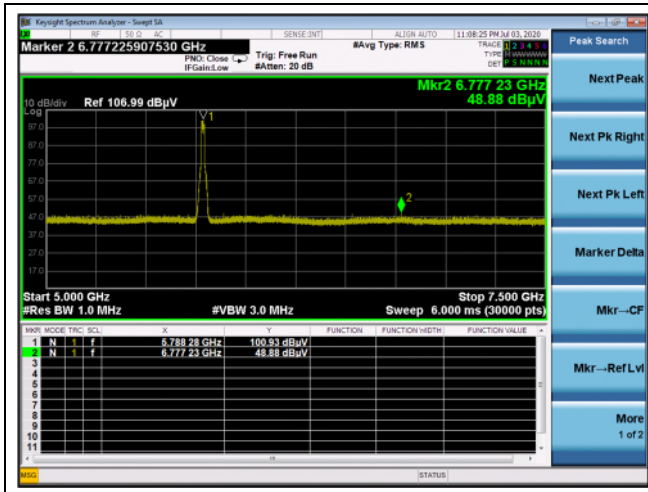 Keysight Spectrum Analyzer - Swept SA
RF 50 Ω AC SENSE:INT ALIGN AUTO 11:08:25 PM Jul 03, 2020
Marker 2 6.777225907530 GHz
PNO: Close
IFGain:Low
Trig: Free Run
#Atten: 20 dB
#Avg Type: RMS
TRACE 1 2 3 4 5 6
TYPE
DET P S N N N N
Peak Search
Next Peak
Next Pk Right
Next Pk Left
Marker Delta
Mkr→CF
Mkr→Ref Lvl
More
1 of 2
Mkr2 6.777 23 GHz
48.88 dBµV
10 dB/div Ref 106.99 dBµV
Log
97.0
87.0
77.0
67.0
57.0
47.0
37.0
27.0
17.0
1
2
Start 5.000 GHz Stop 7.500 GHz
#Res BW 1.0 MHz #VBW 3.0 MHz Sweep 6.000 ms (30000 pts)
MKR MODE TRC SCL X Y FUNCTION FUNCTION WIDTH FUNCTION VALUE
1 N 1 f 5.788 28 GHz 100.93 dBµV
2 N 1 f 6.777 23 GHz 48.88 dBµV
3
4
5
6
7
8
9
10
11
MSG STATUS